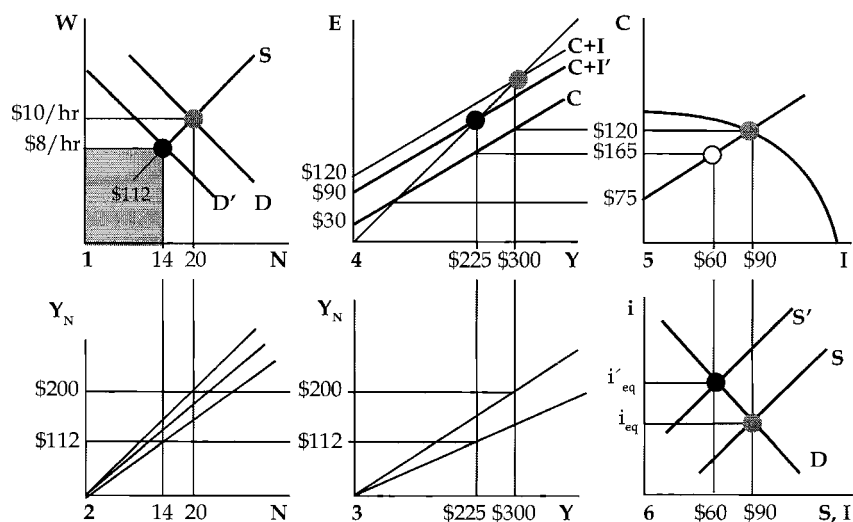 W
S
$10/hr
$8/hr
$112
D'
D
1
14
20
N
E
C+I
C+I'
C
$120
$90
$30
4
$225
$300
Y
C
$120
$165
$75
5
$60
$90
I
Y_N
$200
$112
2
14
20
N
Y_N
$200
$112
3
$225
$300
Y
i
S'
S
i'_eq
i_eq
D
6
$60
$90
S, I